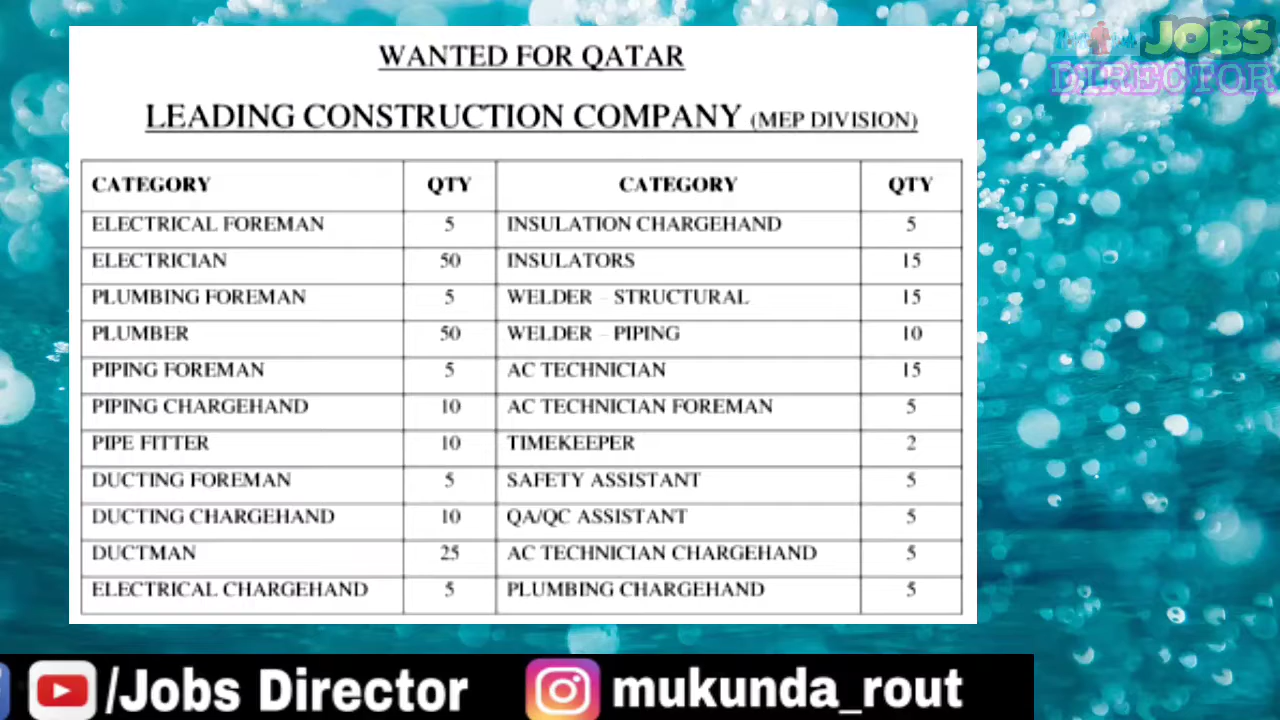 JOBS
DIRECTOR
WANTED FOR QATAR
LEADING CONSTRUCTION COMPANY (MEP DIVISION)
CATEGORY QTY CATEGORY QTY
ELECTRICAL FOREMAN 5 INSULATION CHARGEHAND 5
ELECTRICIAN 50 INSULATORS 15
PLUMBING FOREMAN 5 WELDER – STRUCTURAL 15
PLUMBER 50 WELDER – PIPING 10
PIPING FOREMAN 5 AC TECHNICIAN 15
PIPING CHARGEHAND 10 AC TECHNICIAN FOREMAN 5
PIPE FITTER 10 TIMEKEEPER 2
DUCTING FOREMAN 5 SAFETY ASSISTANT 5
DUCTING CHARGEHAND 10 QA/QC ASSISTANT 5
DUCTMAN 25 AC TECHNICIAN CHARGEHAND 5
ELECTRICAL CHARGEHAND 5 PLUMBING CHARGEHAND 5
/Jobs Director mukunda_rout